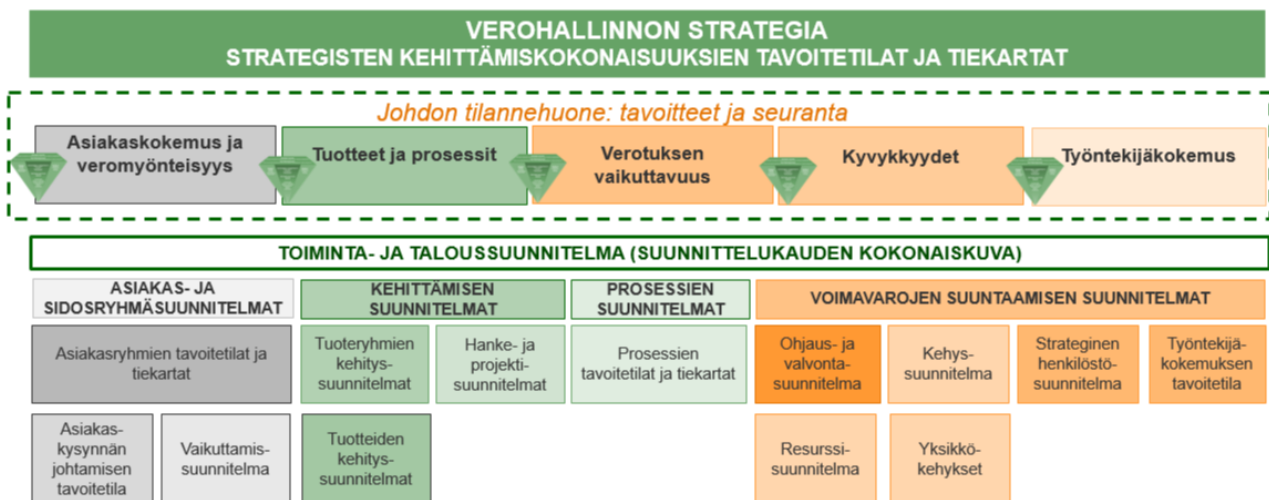 VEROHALLINNON STRATEGIA
STRATEGISTEN KEHITTÄMISKOKONAISUUKSIEN TAVOITETILAT JA TIEKARTAT
Johdon tilannehuone: tavoitteet ja seuranta
Asiakaskokemus ja
veromyönteisyys
Tuotteet ja prosessit
Verotuksen
vaikuttavuus
Kyvykkyydet
Työntekijäkokemus
TOIMINTA- JA TALOUSSUUNNITELMA (SUUNNITTELUKAUDEN KOKONAISKUVA)
ASIAKAS- JA
SIDOSRYHMÄSUUNNITELMAT
KEHITTÄMISEN
SUUNNITELMAT
PROSESSIEN
SUUNNITELMAT
VOIMAVAROJEN SUUNTAAMISEN SUUNNITELMAT
Asiakasryhmien tavoitetilat ja
tiekartat
Tuoteryhmien
kehitys-
suunnitelmat
Hanke- ja
projekti-
suunnitelmat
Prosessien
tavoitetilat ja tiekartat
Ohjaus- ja
valvonta-
suunnitelma
Kehys-
suunnitelma
Strateginen
henkilöstö-
suunnitelma
Työntekijä-
kokemuksen
tavoitetila
Asiakas-
kysynnän
johtamisen
tavoitetila
Vaikuttamis-
suunnitelma
Tuotteiden
kehitys-
suunnitelmat
Resurssi-
suunnitelma
Yksikkö-
kehykset